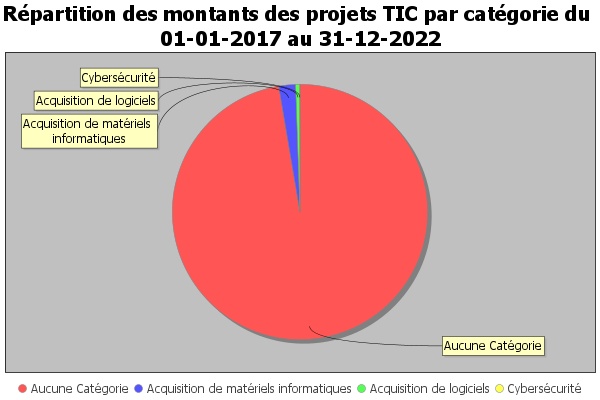 Répartition des montants des projets TIC par catégorie du
01-01-2017 au 31-12-2022
Cybersécurité
Acquisition de logiciels
Acquisition de matériels
informatiques
Aucune Catégorie
Aucune Catégorie Acquisition de matériels informatiques Acquisition de logiciels Cybersécurité